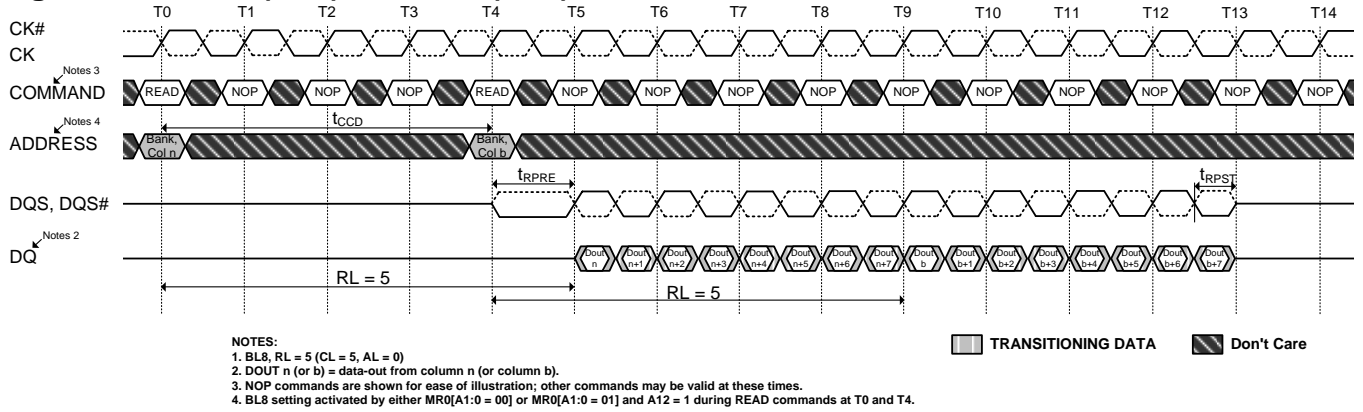 T0 T1 T2 T3 T4 T5 T6 T7 T8 T9 T10 T11 T12 T13 T14
CK#
CK
Notes 3
COMMAND READ NOP NOP NOP READ NOP NOP NOP NOP NOP NOP NOP NOP NOP NOP
tCCD
Notes 4
ADDRESS Bank, Col n Bank, Col b
tRPRE tRPST
DQS, DQS#
Notes 2
DQ Dout n Dout n+1 Dout n+2 Dout n+3 Dout n+4 Dout n+5 Dout n+6 Dout n+7 Dout b Dout b+1 Dout b+2 Dout b+3 Dout b+4 Dout b+5 Dout b+6 Dout b+7
RL = 5
RL = 5
NOTES:
1. BL8, RL = 5 (CL = 5, AL = 0)
2. DOUT n (or b) = data-out from column n (or column b).
3. NOP commands are shown for ease of illustration; other commands may be valid at these times.
4. BL8 setting activated by either MR0[A1:0 = 00] or MR0[A1:0 = 01] and A12 = 1 during READ commands at T0 and T4.
TRANSITIONING DATA Don't Care